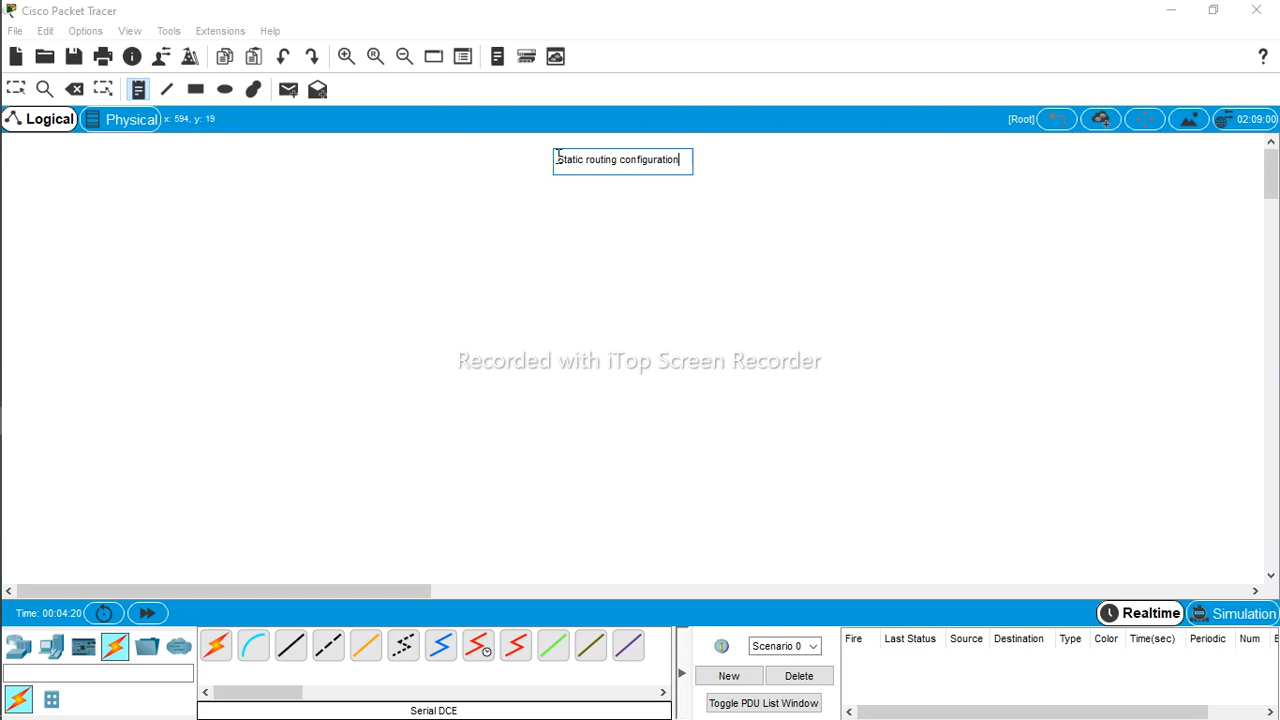 Cisco Packet Tracer
File Edit Options View Tools Extensions Help
?
Logical Physical x: 594, y: 19 [Root] 02:09:00
Static routing configuration
Recorded with iTop Screen Recorder
Time: 00:04:20 Realtime Simulation
Scenario 0
Fire Last Status Source Destination Type Color Time(sec) Periodic Num E
New Delete
Toggle PDU List Window
Serial DCE